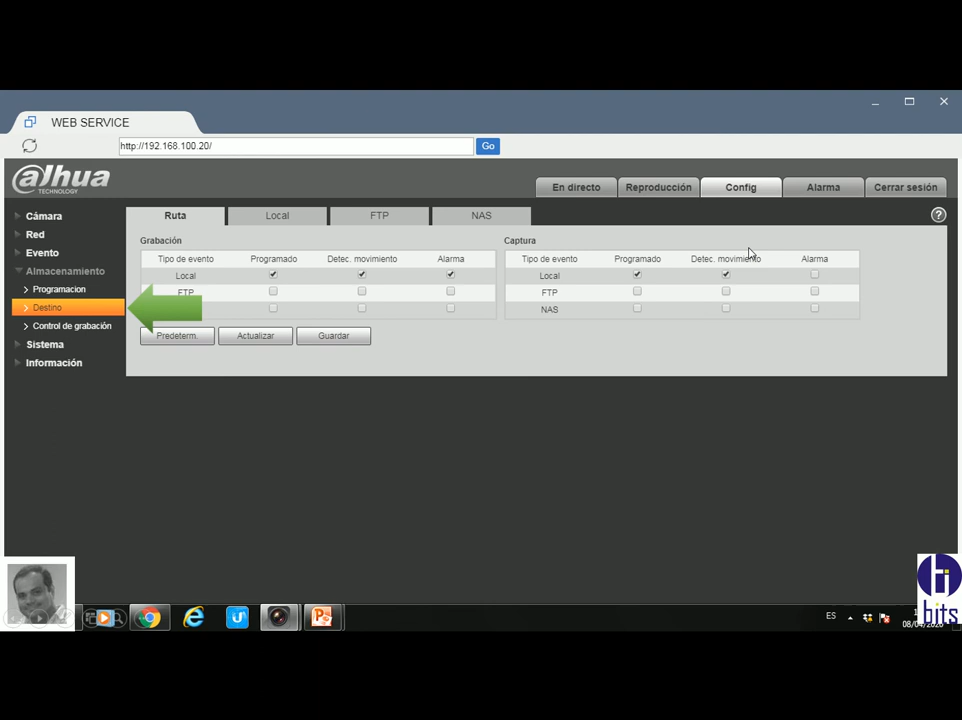 WEB SERVICE
http://192.168.100.20/ Go
alhua
TECHNOLOGY
En directo Reproducción Config Alarma Cerrar sesión
Cámara
Red
Evento
Almacenamiento
Programacion
Destino
Control de grabación
Sistema
Información
Ruta Local FTP NAS ?
Grabación
Tipo de evento Programado Detec. movimiento Alarma
Local
FTP
Predeterm. Actualizar Guardar
Captura
Tipo de evento Programado Detec. movimiento Alarma
Local
FTP
NAS
bits
ES